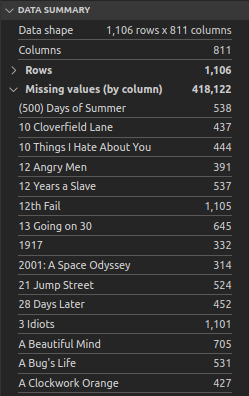 DATA SUMMARY
Data shape 1,106 rows x 811 columns
Columns 811
Rows 1,106
Missing values (by column) 418,122
(500) Days of Summer 538
10 Cloverfield Lane 437
10 Things I Hate About You 444
12 Angry Men 391
12 Years a Slave 537
12th Fail 1,105
13 Going on 30 645
1917 332
2001: A Space Odyssey 314
21 Jump Street 524
28 Days Later 452
3 Idiots 1,101
A Beautiful Mind 705
A Bug's Life 531
A Clockwork Orange 427